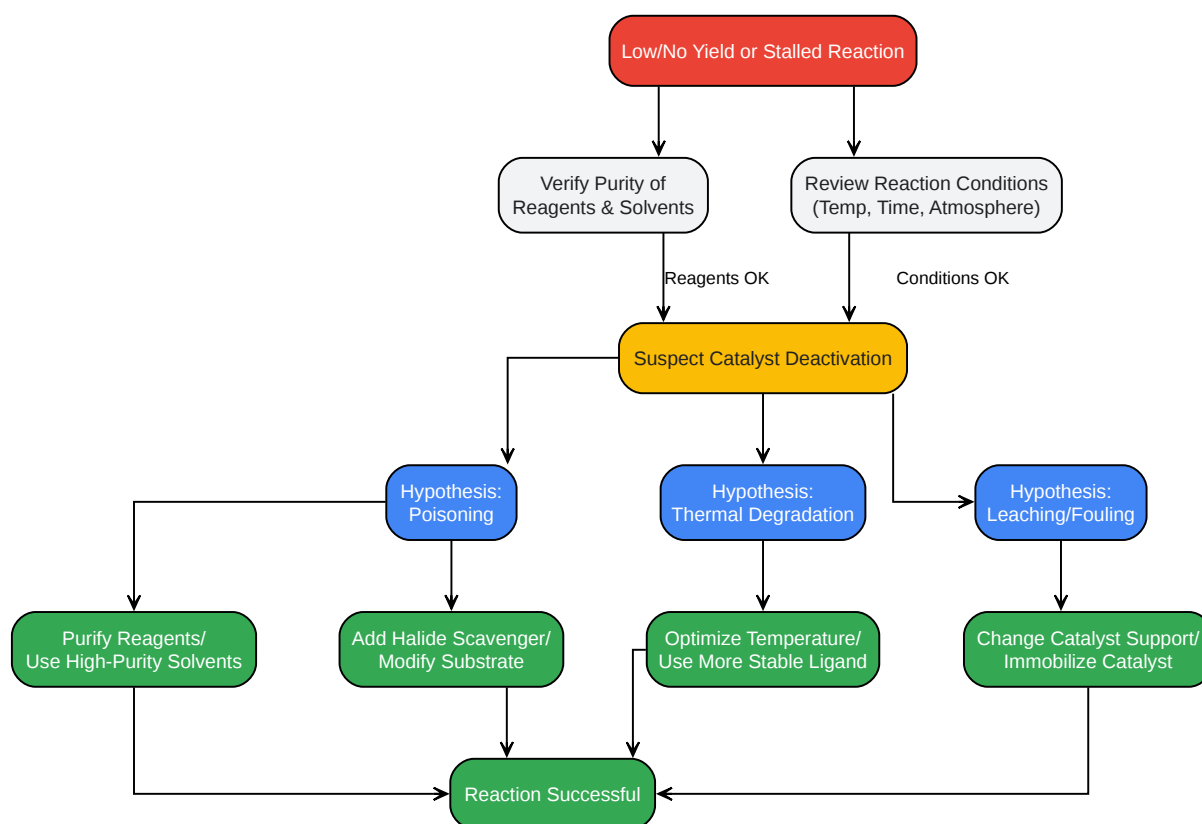 Low/No Yield or Stalled Reaction
Verify Purity of
Reagents & Solvents
Review Reaction Conditions
(Temp, Time, Atmosphere)
Reagents OK
Conditions OK
Suspect Catalyst Deactivation
Hypothesis:
Poisoning
Hypothesis:
Thermal Degradation
Hypothesis:
Leaching/Fouling
Purify Reagents/
Use High-Purity Solvents
Add Halide Scavenger/
Modify Substrate
Optimize Temperature/
Use More Stable Ligand
Change Catalyst Support/
Immobilize Catalyst
Reaction Successful